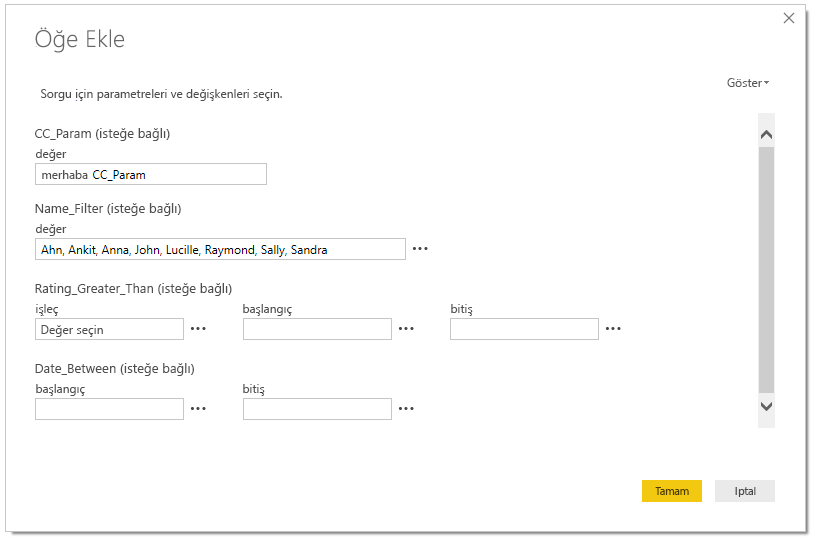 Öğe Ekle
Göster
Sorgu için parametreleri ve değişkenleri seçin.
CC_Param (isteğe bağlı)
değer
merhaba CC_Param
Name_Filter (isteğe bağlı)
değer
Ahn, Ankit, Anna, John, Lucille, Raymond, Sally, Sandra
Rating_Greater_Than (isteğe bağlı)
işleç başlangıç bitiş
Değer seçin
Date_Between (isteğe bağlı)
başlangıç bitiş
Tamam Iptal